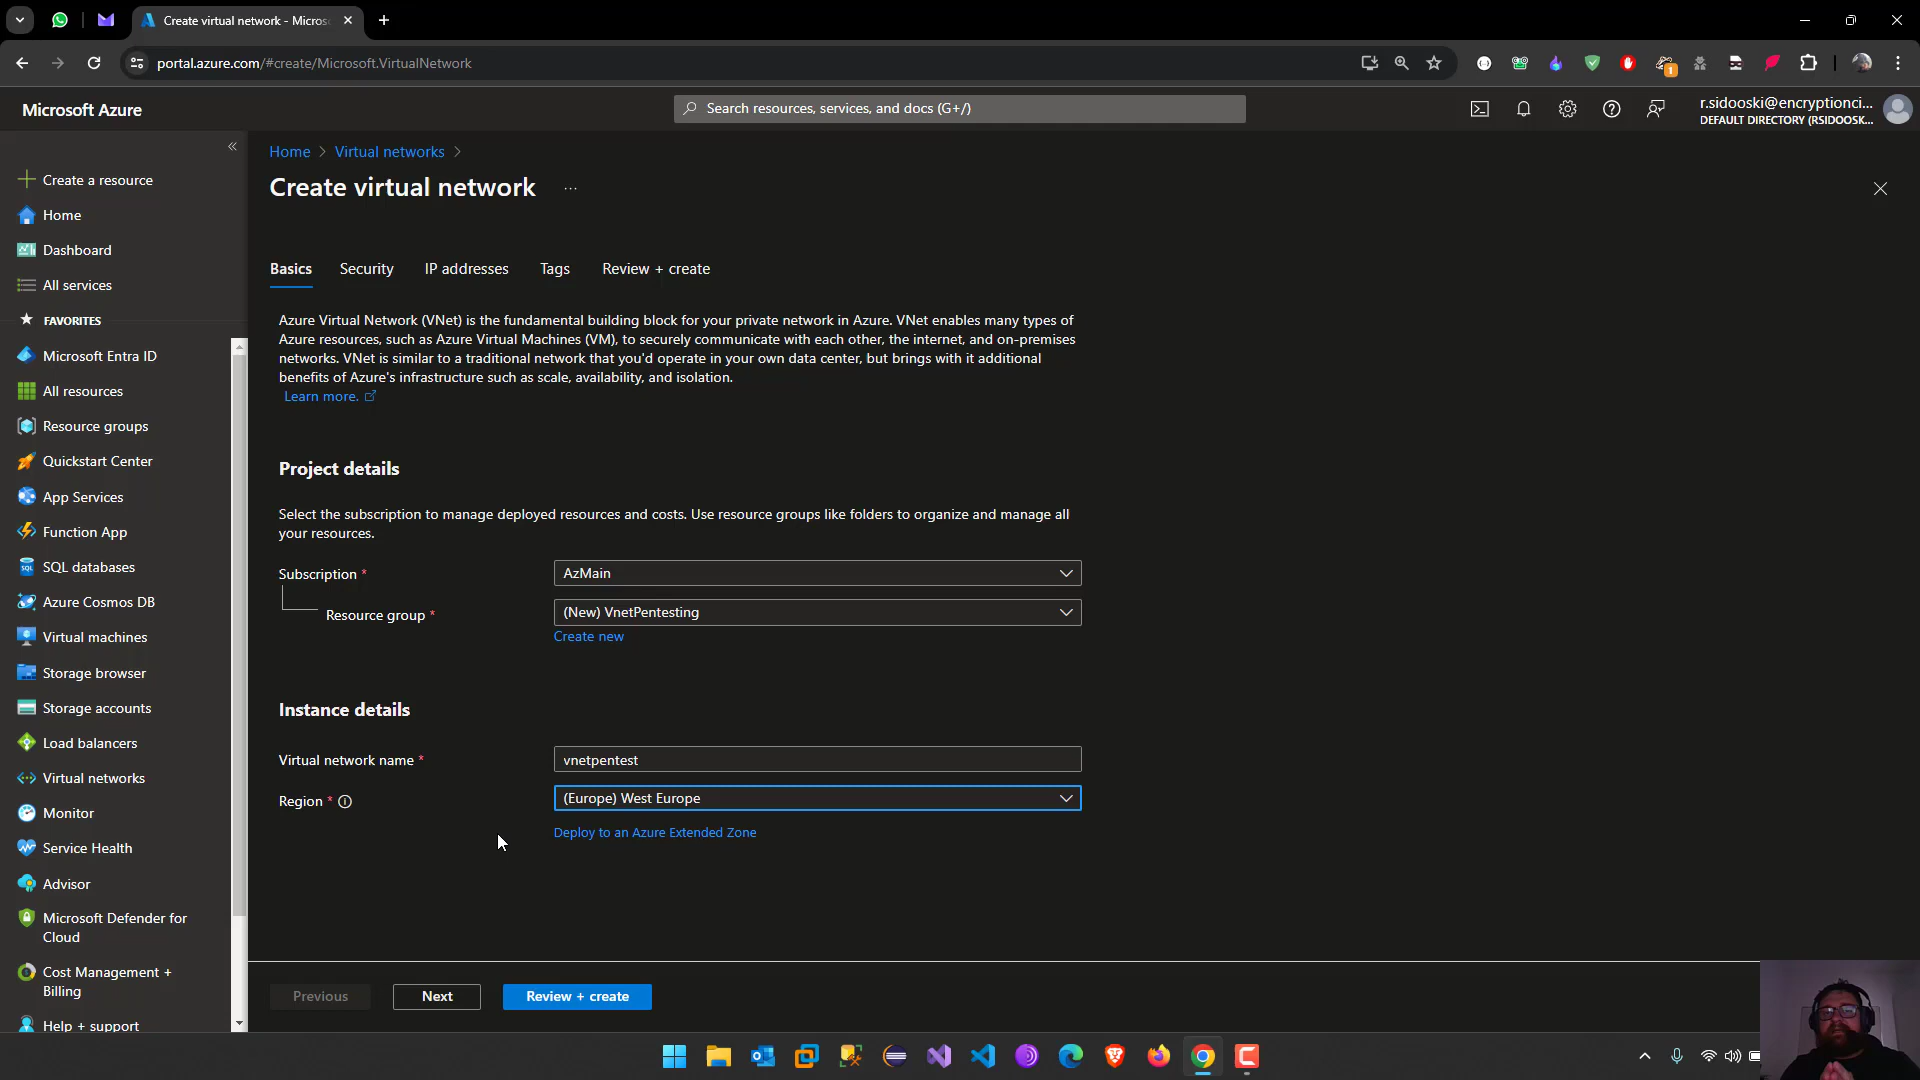 Create virtual network - Micros
portal.azure.com/#create/Microsoft.VirtualNetwork
1
Microsoft Azure
Search resources, services, and docs (G+/)
r.sidooski@encryptionci...
DEFAULT DIRECTORY (RSIDOOSK...
Home > Virtual networks >
Create virtual network ...
Create a resource
Home
Dashboard
All services
FAVORITES
Microsoft Entra ID
All resources
Resource groups
Quickstart Center
App Services
Function App
SQL databases
Azure Cosmos DB
Virtual machines
Storage browser
Storage accounts
Load balancers
Virtual networks
Monitor
Service Health
Advisor
Microsoft Defender for
Cloud
Cost Management +
Billing
Help + support
Basics Security IP addresses Tags Review + create
Azure Virtual Network (VNet) is the fundamental building block for your private network in Azure. VNet enables many types of
Azure resources, such as Azure Virtual Machines (VM), to securely communicate with each other, the internet, and on-premises
networks. VNet is similar to a traditional network that you'd operate in your own data center, but brings with it additional
benefits of Azure's infrastructure such as scale, availability, and isolation.
Learn more.
Project details
Select the subscription to manage deployed resources and costs. Use resource groups like folders to organize and manage all
your resources.
Subscription * AzMain
Resource group * (New) VnetPentesting
Create new
Instance details
Virtual network name * vnetpentest
Region * (Europe) West Europe
Deploy to an Azure Extended Zone
Previous Next Review + create